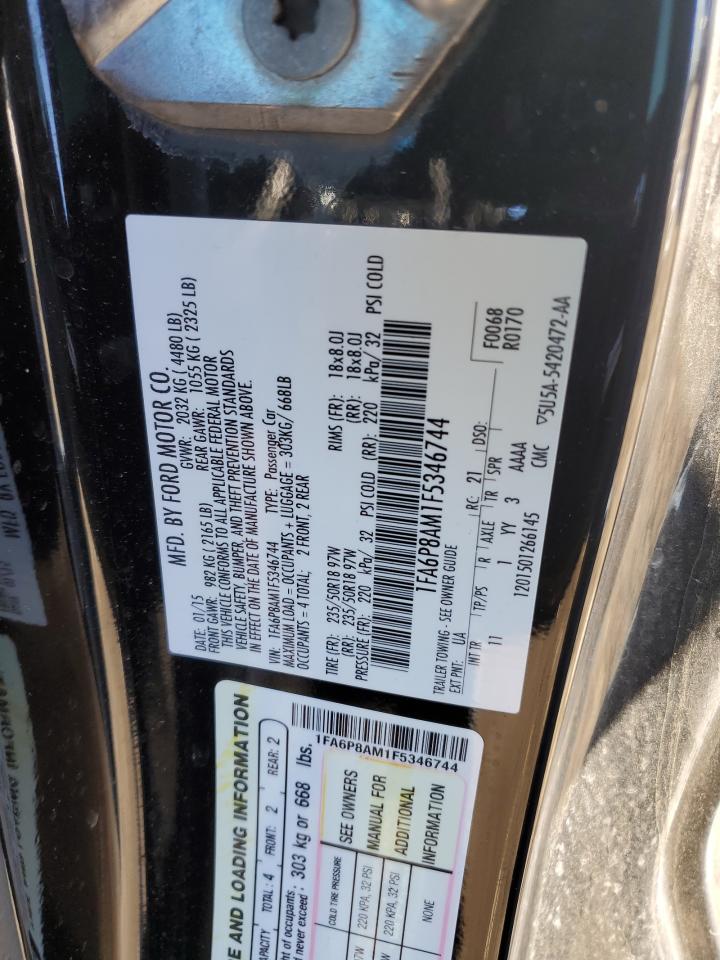 MFD. BY FORD MOTOR CO.
DATE: 01/15 GVWR: 2032 KG ( 4480 LB)
FRONT GAWR: 982 KG ( 2165 LB) REAR GAWR: 1055 KG ( 2325 LB)
THIS VEHICLE CONFORMS TO ALL APPLICABLE FEDERAL MOTOR
VEHICLE SAFETY, BUMPER, AND THEFT PREVENTION STANDARDS
IN EFFECT ON THE DATE OF MANUFACTURE SHOWN ABOVE.
VIN: 1FA6P8AM1F5346744 TYPE: Passenger Car
MAXIMUM LOAD = OCCUPANTS + LUGGAGE = 303KG/ 668LB
OCCUPANTS = 4 TOTAL: 2 FRONT, 2 REAR
TIRE (FR): 235/50R18 97W RIMS (FR): 18x8.0J
(RR): 235/50R18 97W (RR): 18x8.0J
PRESSURE (FR): 220 kPa/ 32 PSI COLD (RR): 220 kPa/ 32 PSI COLD
1FA6P8AM1F5346744
TRAILER TOWING - SEE OWNER GUIDE
EXT PNT: UA RC: 21 DSO: F0068
R0170
INT TR TP/PS R AXLE TR SPR
11 1 YY 3 AAAA
1201501266145 CMC ▽5U5A-5420472-AA
RE AND LOADING INFORMATION
CAPACITY TOTAL: 4 FRONT: 2 REAR: 2
ht of occupants,
d never exceed: 303 kg or 668 lbs.
1FA6P8AM1F5346744
COLD TIRE PRESSURE
220 KPA, 32 PSI
220 KPA, 32 PSI
NONE
SEE OWNERS
MANUAL FOR
ADDITIONAL
INFORMATION